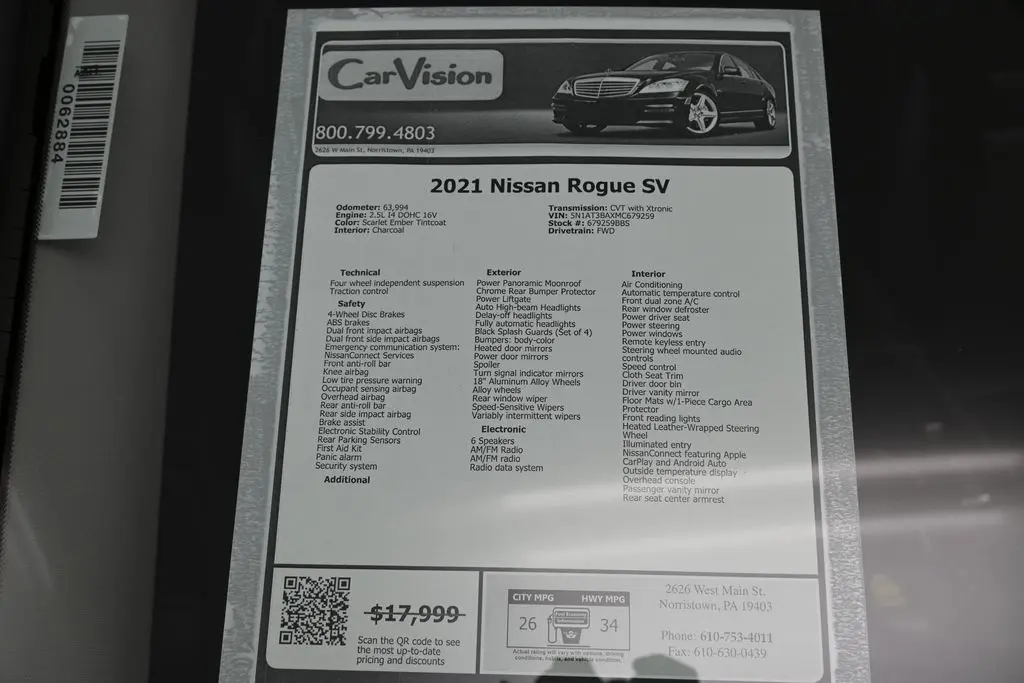 0062884
CarVision
800.799.4803
2626 W Main St, Norristown, PA 19403
2021 Nissan Rogue SV
Odometer: 63,994
Engine: 2.5L I4 DOHC 16V
Color: Scarlet Ember Tintcoat
Interior: Charcoal
Transmission: CVT with Xtronic
VIN: 5N1AT3BAXMC679259
Stock #: 679259BBS
Drivetrain: FWD
Technical
Four wheel independent suspension
Traction control
Safety
4-Wheel Disc Brakes
ABS brakes
Dual front impact airbags
Dual front side impact airbags
Emergency communication system:
NissanConnect Services
Front anti-roll bar
Knee airbag
Low tire pressure warning
Occupant sensing airbag
Overhead airbag
Rear anti-roll bar
Rear side impact airbag
Brake assist
Electronic Stability Control
Rear Parking Sensors
First Aid Kit
Panic alarm
Security system
Additional
Exterior
Power Panoramic Moonroof
Chrome Rear Bumper Protector
Power Liftgate
Auto High-beam Headlights
Delay-off headlights
Fully automatic headlights
Black Splash Guards (Set of 4)
Bumpers: body-color
Heated door mirrors
Power door mirrors
Spoiler
Turn signal indicator mirrors
18" Aluminum Alloy Wheels
Alloy wheels
Rear window wiper
Speed-Sensitive Wipers
Variably intermittent wipers
Electronic
6 Speakers
AM/FM Radio
AM/FM radio
Radio data system
Interior
Air Conditioning
Automatic temperature control
Front dual zone A/C
Rear window defroster
Power driver seat
Power steering
Power windows
Remote keyless entry
Steering wheel mounted audio
controls
Speed control
Cloth Seat Trim
Driver door bin
Driver vanity mirror
Floor Mats w/1-Piece Cargo Area
Protector
Front reading lights
Heated Leather-Wrapped Steering
Wheel
Illuminated entry
NissanConnect featuring Apple
CarPlay and Android Auto
Outside temperature display
Overhead console
Passenger vanity mirror
Rear seat center armrest
$17,999
Scan the QR code to see
the most up-to-date
pricing and discounts
CITY MPG
HWY MPG
26
Fuel Economy
Information
34
Actual rating will vary with options, driving
conditions, habits, and vehicle condition.
2626 West Main St.
Norristown, PA 19403
Phone: 610-753-4011
Fax: 610-630-0439